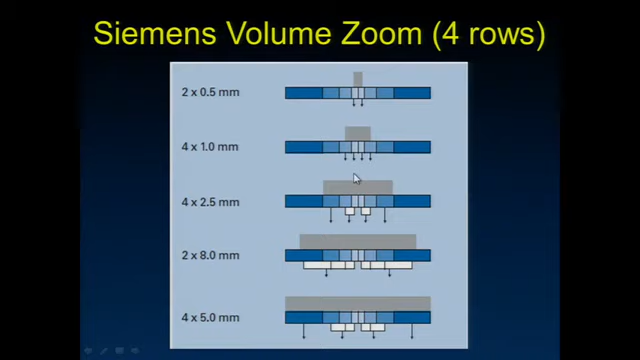 Siemens Volume Zoom (4 rows)
2 x 0.5 mm
4 x 1.0 mm
4 x 2.5 mm
2 x 8.0 mm
4 x 5.0 mm